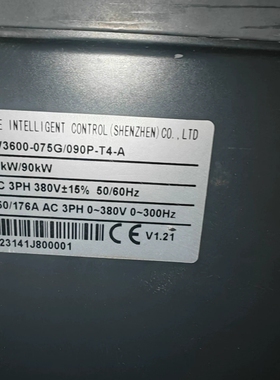 E INTELLIGENT CONTROL(SHENZHEN)CO.,LTD
3600-075G/090P-T4-A
kW/90kW
C 3PH 380V±15% 50/60Hz
60/176A AC 3PH 0~380V 0~300Hz
CE V1.21
23141J800001